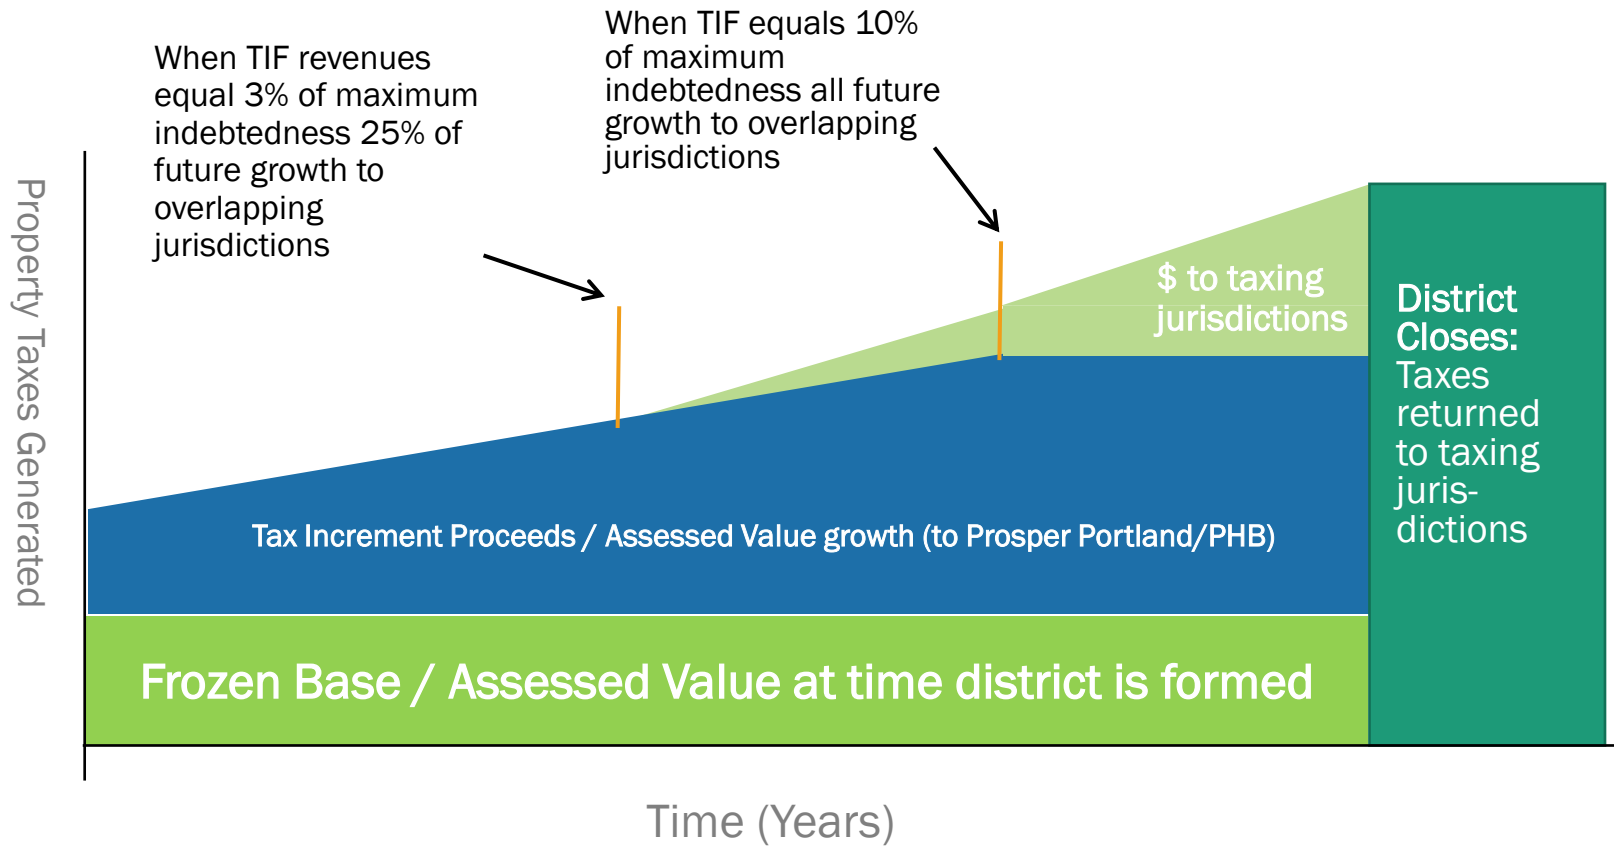 When TIF revenues
equal 3% of maximum
indebtedness 25% of
future growth to
overlapping
jurisdictions
When TIF equals 10%
of maximum
indebtedness all future
growth to overlapping
jurisdictions
Property Taxes Generated
$ to taxing
jurisdictions
District
Closes:
Taxes
returned
to taxing
juris-
dictions
Tax Increment Proceeds / Assessed Value growth (to Prosper Portland/PHB)
Frozen Base / Assessed Value at time district is formed
Time (Years)